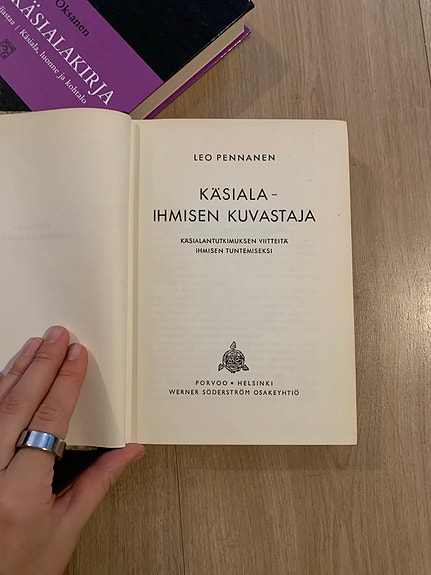 Oksanen
KÄSIALAKIRJA
Käsiala, luonne ja kohtalo
LEO PENNANEN
KÄSIALA –
IHMISEN KUVASTAJA
KÄSIALANTUTKIMUKSEN VIITTEITÄ
IHMISEN TUNTEMISEKSI
PORVOO • HELSINKI
WERNER SÖDERSTRÖM OSAKEYHTIÖ